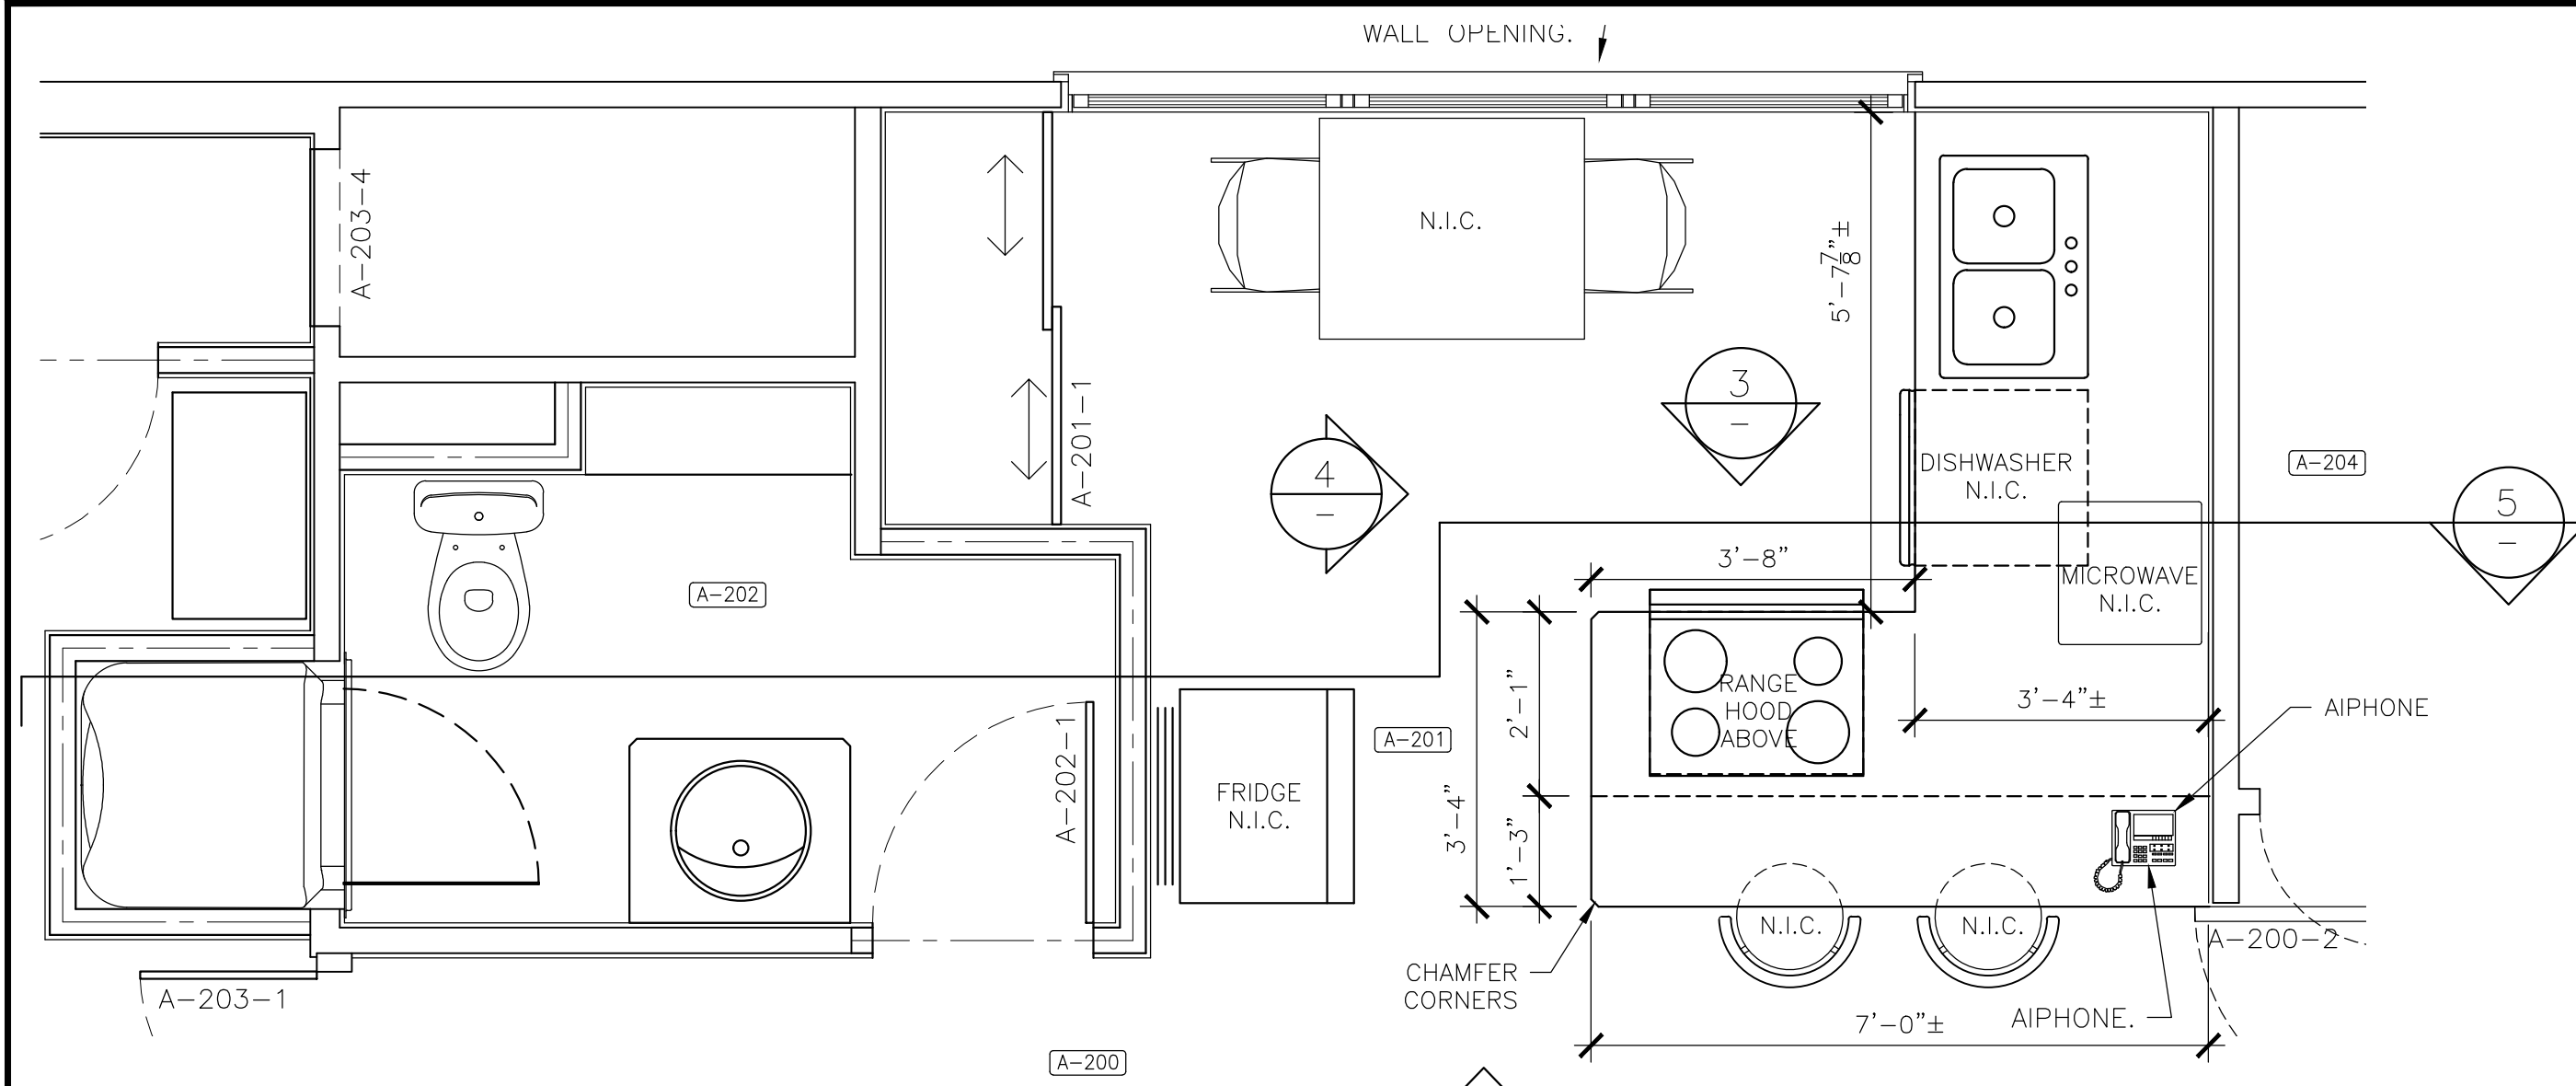 WALL OPENING.
A-203-4
N.I.C.
5'-7 7/8"±
A-201-1
3
-
4
-
DISHWASHER
N.I.C.
A-204
5
-
3'-8"
MICROWAVE
N.I.C.
A-202
RANGE
HOOD
ABOVE
2'-1"
3'-4"±
AIPHONE
A-201
A-202-1
FRIDGE
N.I.C.
3'-4"
1'-3"
N.I.C.
N.I.C.
A-200-2
CHAMFER
CORNERS
A-203-1
7'-0"±
AIPHONE.
A-200